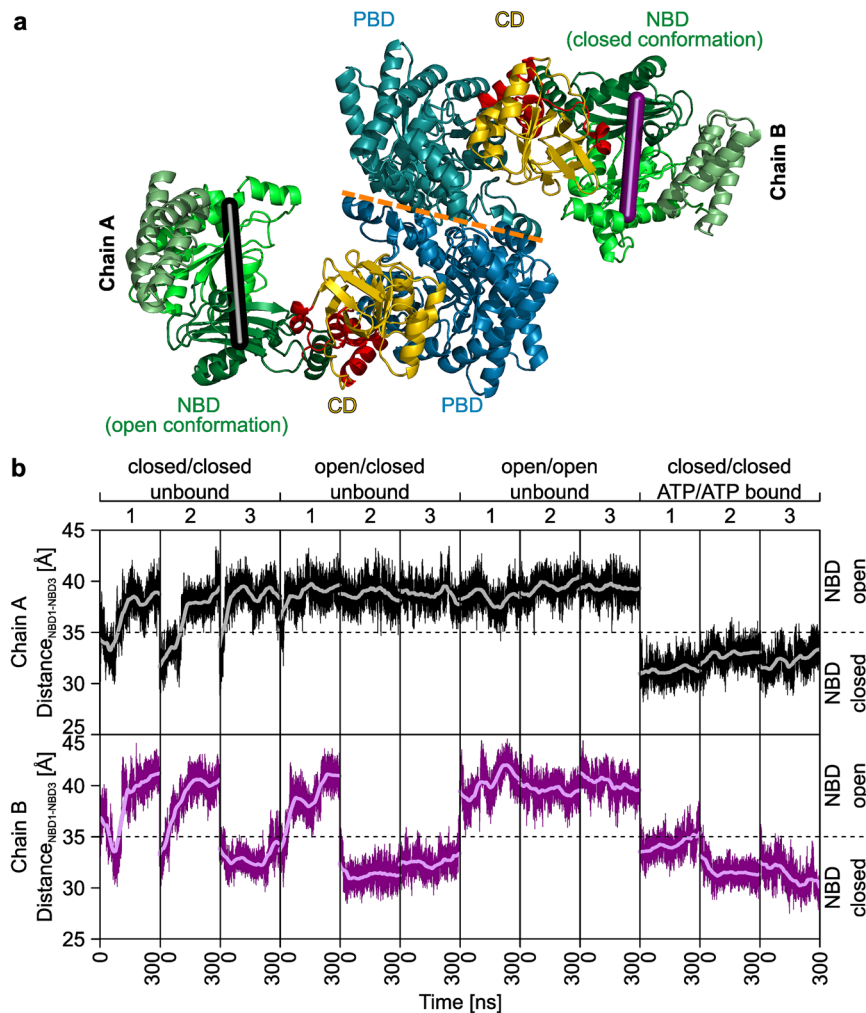 a
PBD
CD
NBD
(closed conformation)
Chain A
Chain B
NBD
(open conformation)
CD
PBD
b
closed/closed
unbound
open/closed
unbound
open/open
unbound
closed/closed
ATP/ATP bound
1 2 3 1 2 3 1 2 3 1 2 3
Chain A
Distance NBD1-NBD3 [Å]
45
40
35
30
25
NBD
open
NBD
closed
Chain B
Distance NBD1-NBD3 [Å]
45
40
35
30
25
NBD
open
NBD
closed
0 300 0 300 0 300 0 300 0 300 0 300 0 300 0 300 0 300 0 300 0 300 0 300
Time [ns]